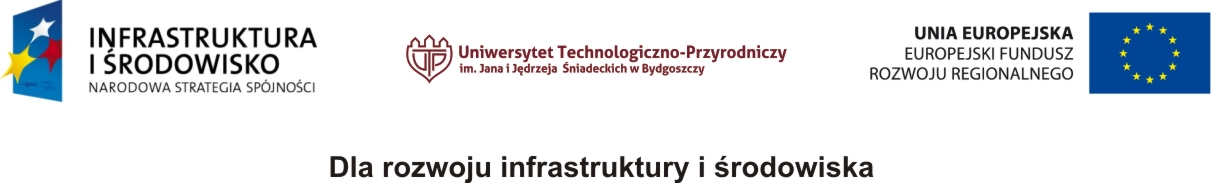 INFRASTRUKTURA
I ŚRODOWISKO
NARODOWA STRATEGIA SPÓJNOŚCI
UTP
Uniwersytet Technologiczno-Przyrodniczy
im. Jana i Jędrzeja Śniadeckich w Bydgoszczy
UNIA EUROPEJSKA
EUROPEJSKI FUNDUSZ
ROZWOJU REGIONALNEGO
Dla rozwoju infrastruktury i środowiska